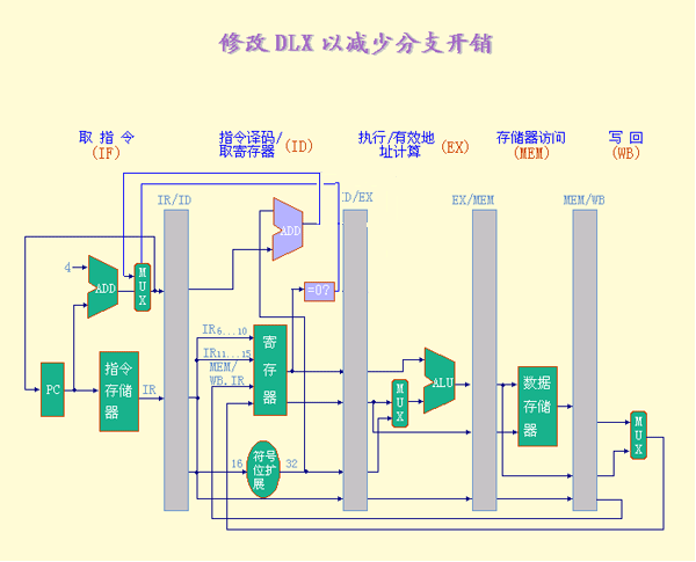 修改 DLX 以减少分支开销
取 指 令
(IF)
指令译码/
取寄存器 (ID)
执行/有效地
址计算 (EX)
存储器访问
(MEM)
写 回
(WB)
IR/ID
ID/EX
EX/MEM
MEM/WB
4
ADD
MUX
ADD
=0?
PC
指令
存储
器
IR
IR6...10
IR11...15
MEM/
WB.IR
寄
存
器
MUX
ALU
数据
存储
器
MUX
16
符号
位扩
展
32